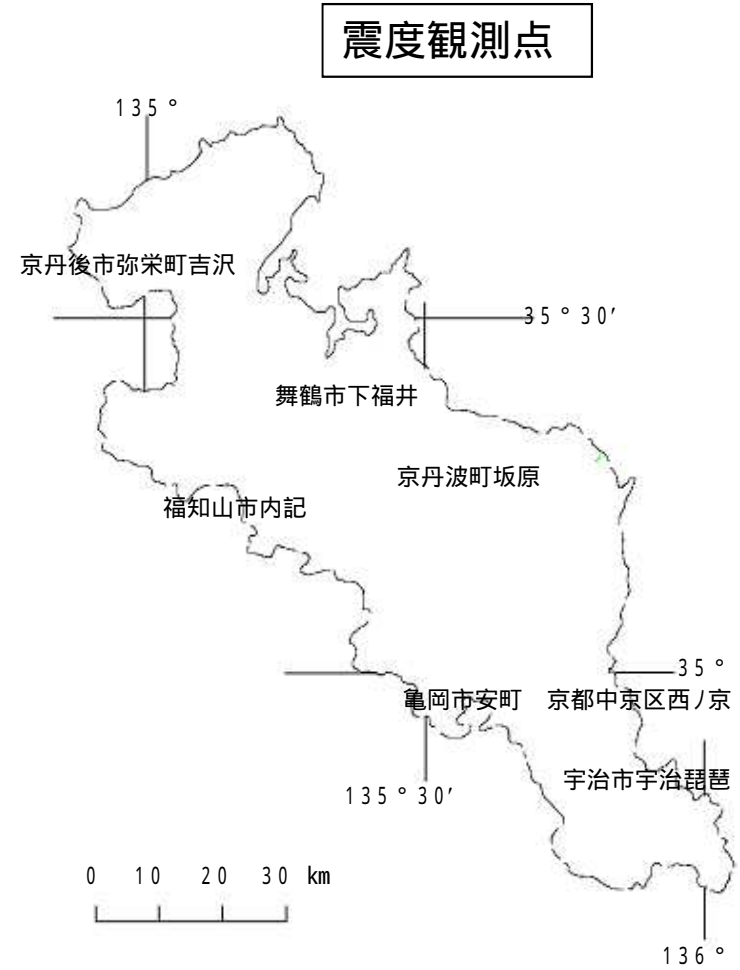 震度観測点
135°
京丹後市弥栄町吉沢
35°30′
舞鶴市下福井
京丹波町坂原
福知山市内記
35°
亀岡市安町
京都中京区西ノ京
宇治市宇治琵琶
135°30′
0 10 20 30 km
136°